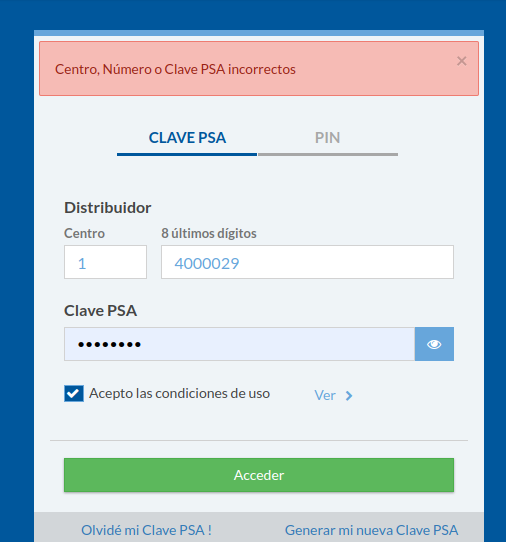 Centro, Número o Clave PSA incorrectos ×
CLAVE PSA PIN
Distribuidor
Centro 8 últimos dígitos
1 4000029
Clave PSA
••••••••
Acepto las condiciones de uso Ver
Acceder
Olvidé mi Clave PSA ! Generar mi nueva Clave PSA